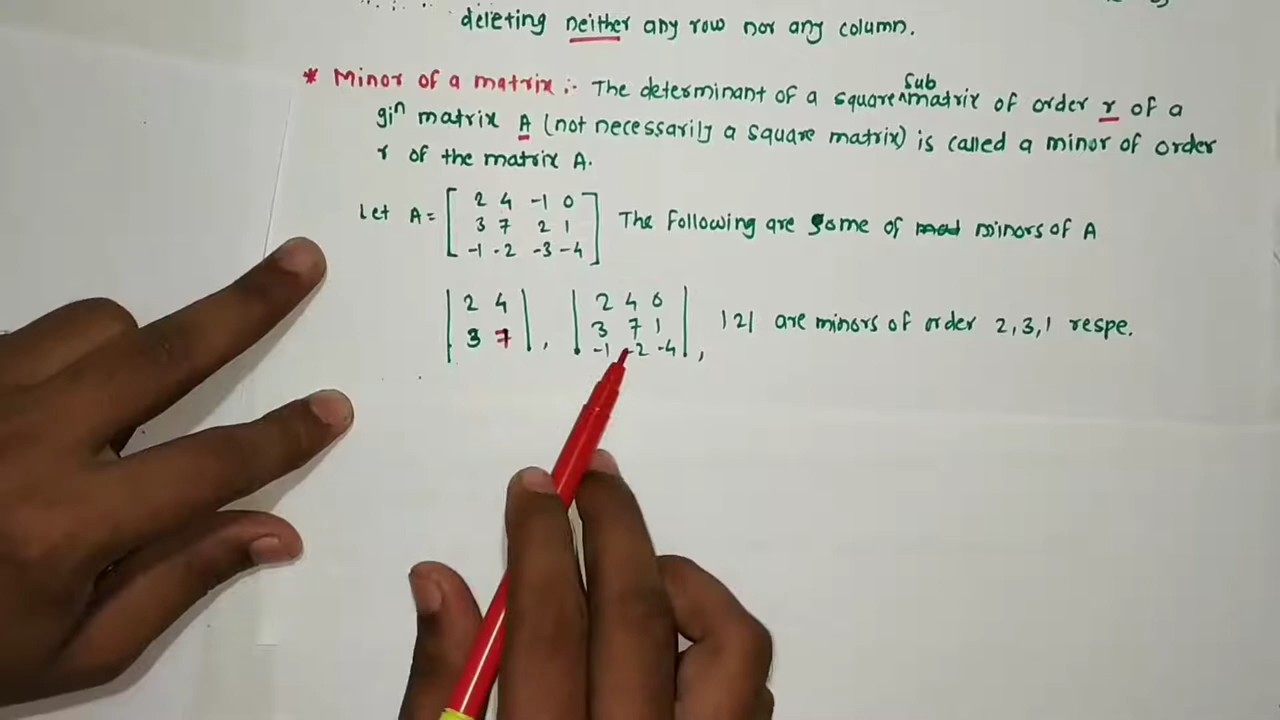 deleting neither any row nor any column.
* Minor of a matrix :- The determinant of a square ^sub matrix of order r of a
giⁿ matrix A (not necessarily a square matrix) is called a minor of order
r of the matrix A.
Let A = [ 2 4 -1 0
3 7 2 1
-1 -2 -3 -4 ] The following are some of minors of A
| 2 4
3 7 | , | 2 4 0
3 7 1
-1 -2 -4 | , |2| are minors of order 2, 3, 1 respe.